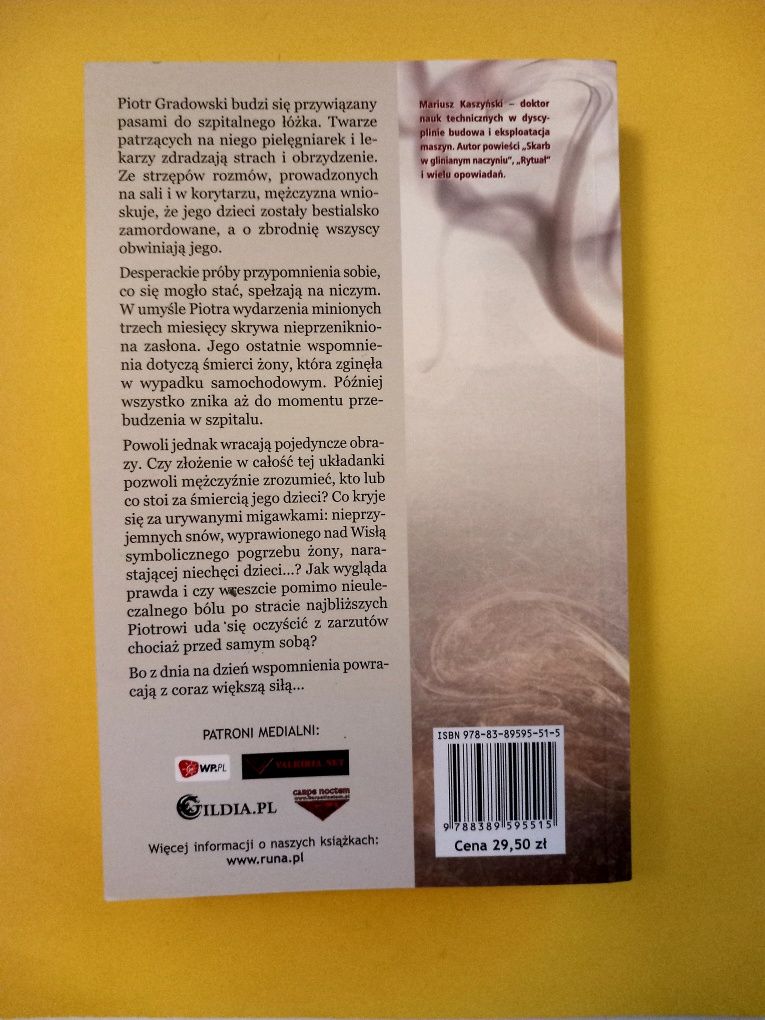 Piotr Gradowski budzi się przywiązany
pasami do szpitalnego łóżka. Twarze
patrzących na niego pielęgniarek i le-
karzy zdradzają strach i obrzydzenie.
Ze strzępów rozmów, prowadzonych
na sali i w korytarzu, mężczyzna wnio-
skuje, że jego dzieci zostały bestialsko
zamordowane, a o zbrodnię wszyscy
obwiniają jego.
Desperackie próby przypomnienia sobie,
co się mogło stać, spełzają na niczym.
W umyśle Piotra wydarzenia minionych
trzech miesięcy skrywa nieprzeniknio-
na zasłona. Jego ostatnie wspomnie-
nia dotyczą śmierci żony, która zginęła
w wypadku samochodowym. Później
wszystko znika aż do momentu prze-
budzenia w szpitalu.
Powoli jednak wracają pojedyncze obra-
zy. Czy złożenie w całość tej układanki
pozwoli mężczyźnie zrozumieć, kto lub
co stoi za śmiercią jego dzieci? Co kryje
się za urywanymi migawkami: nieprzy-
jemnych snów, wyprawionego nad Wisłą
symbolicznego pogrzebu żony, nara-
stającej niechęci dzieci...? Jak wygląda
prawda i czy wreszcie pomimo nieule-
czalnego bólu po stracie najbliższych
Piotrowi uda się oczyścić z zarzutów
chociaż przed samym sobą?
Bo z dnia na dzień wspomnienia powra-
cają z coraz większą siłą...
PATRONI MEDIALNI:
WP.PL
VALKIRIA.NET
GILDIA.PL
carpe noctem
Więcej informacji o naszych książkach:
www.runa.pl
Mariusz Kaszyński – doktor
nauk technicznych w dyscy-
plinie budowa i eksploatacja
maszyn. Autor powieści „Skarb
w glinianym naczyniu", „Rytuał"
i wielu opowiadań.
ISBN 978-83-89595-51-5
9 788389 595515
Cena 29,50 zł